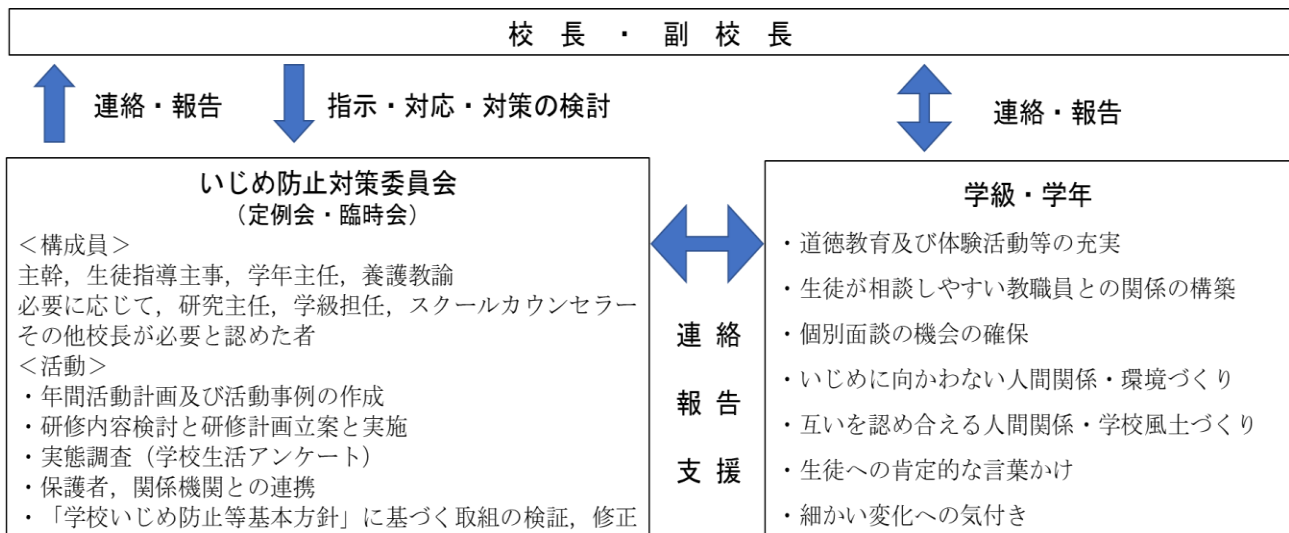 校長・副校長
連絡・報告
指示・対応・対策の検討
連絡・報告
いじめ防止対策委員会
（定例会・臨時会）
＜構成員＞
主幹，生徒指導主事，学年主任，養護教諭
必要に応じて，研究主任，学級担任，スクールカウンセラー
その他校長が必要と認めた者
＜活動＞
・年間活動計画及び活動事例の作成
・研修内容検討と研修計画立案と実施
・実態調査（学校生活アンケート）
・保護者，関係機関との連携
・「学校いじめ防止等基本方針」に基づく取組の検証，修正
連絡
報告
支援
学級・学年
・道徳教育及び体験活動等の充実
・生徒が相談しやすい教職員との関係の構築
・個別面談の機会の確保
・いじめに向かわない人間関係・環境づくり
・互いを認め合える人間関係・学校風土づくり
・生徒への肯定的な言葉かけ
・細かい変化への気付き